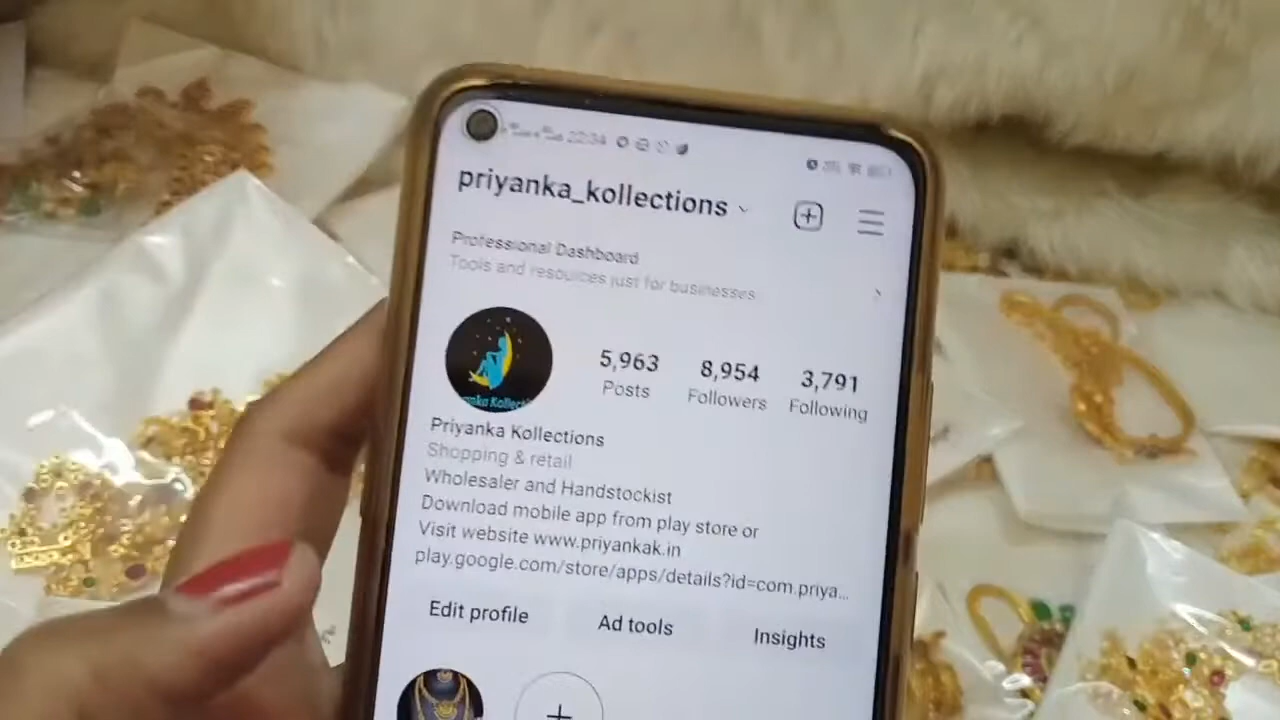 22:34
priyanka_kollections
Professional Dashboard
Tools and resources just for businesses
5,963 8,954 3,791
Posts Followers Following
Priyanka Kollections
Shopping & retail
Wholesaler and Handstockist
Download mobile app from play store or
Visit website www.priyankak.in
play.google.com/store/apps/details?id=com.priya...
Edit profile Ad tools Insights